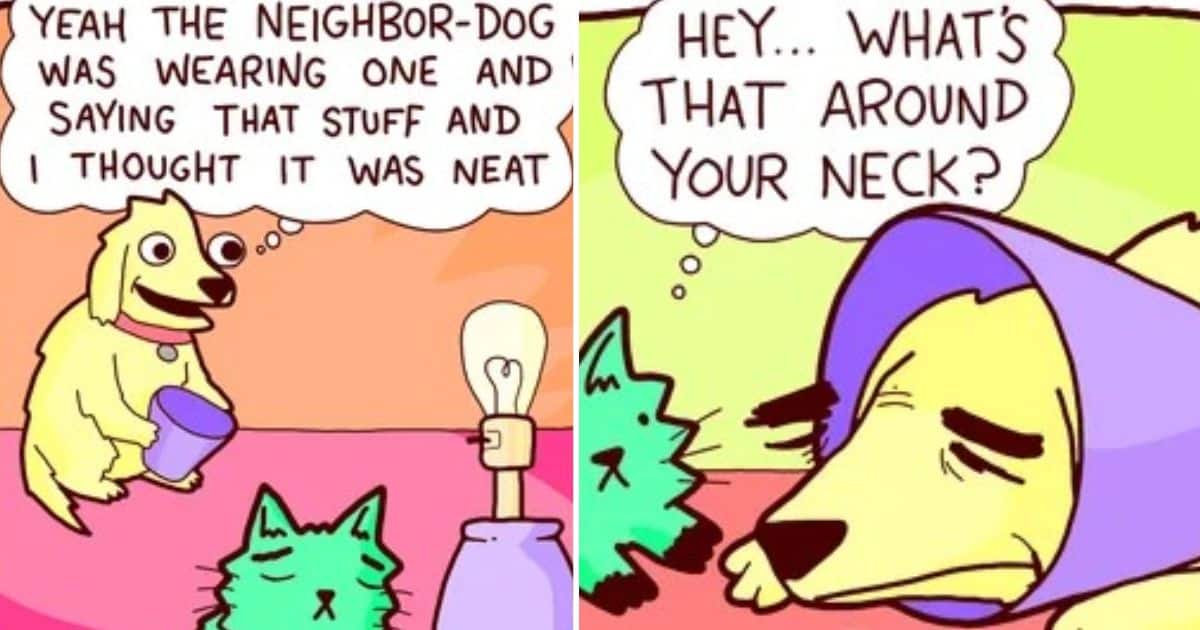 YEAH THE NEIGHBOR-DOG
WAS WEARING ONE AND
SAYING THAT STUFF AND
I THOUGHT IT WAS NEAT
HEY... WHAT'S
THAT AROUND
YOUR NECK?